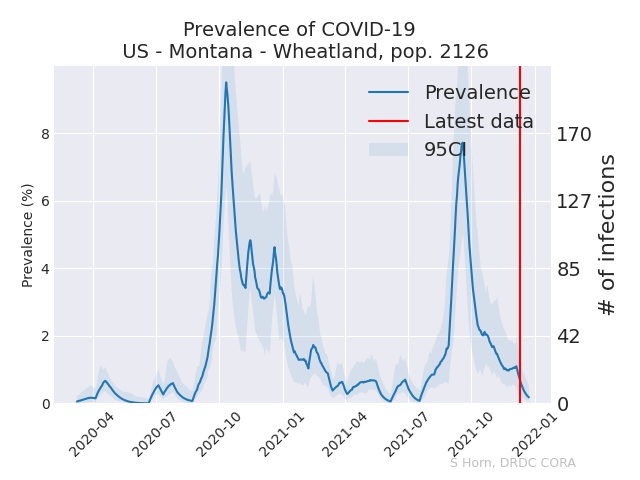 Prevalence of COVID-19
US - Montana - Wheatland, pop. 2126
Prevalence
Latest data
95CI
Prevalence (%)
8
6
4
2
0
170
127
85
42
0
# of infections
2020-04
2020-07
2020-10
2021-01
2021-04
2021-07
2021-10
2022-01
S Horn, DRDC CORA